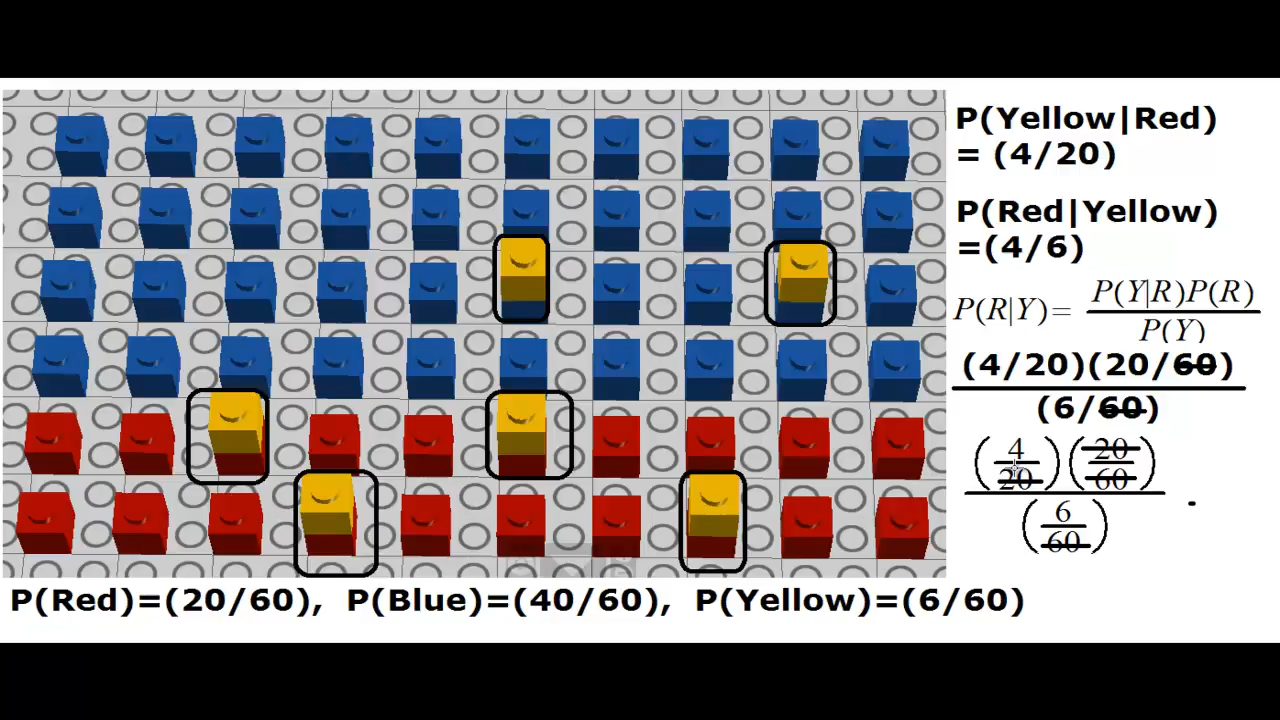 P(Yellow|Red)
= (4/20)
P(Red|Yellow)
=(4/6)
P(R|Y)= P(Y|R)P(R)
P(Y)
(4/20)(20/60)
(6/60)
(4/20)(20/60)
(6/60)
P(Red)=(20/60), P(Blue)=(40/60), P(Yellow)=(6/60)